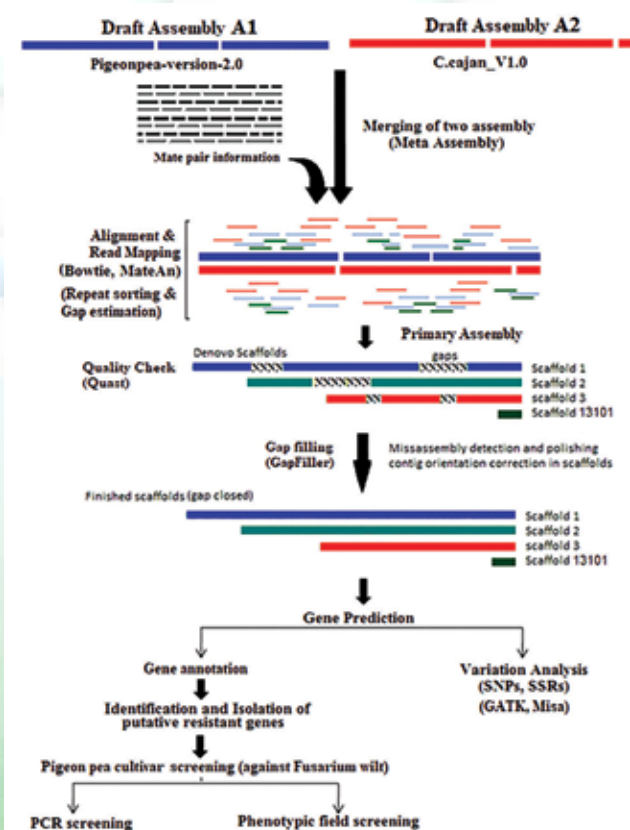 Draft Assembly A1
Draft Assembly A2
Pigeonpea-version-2.0
C.cajan_V1.0
Merging of two assembly
(Meta Assembly)
Mate pair information
Alignment &
Read Mapping
(Bowtie, MateAn)
(Repeat sorting &
Gap estimation)
Primary Assembly
Quality Check
(Quast)
Denovo Scaffolds
gaps
Scaffold 1
Scaffold 2
scaffold 3
Scaffold 13101
Gap filling
(GapFiller)
Missassembly detection and polishing
contig orientation correction in scaffolds
Finished scaffolds (gap closed)
Scaffold 1
Scaffold 2
scaffold 3
Scaffold 13101
Gene Prediction
Gene annotation
Variation Analysis
(SNPs, SSRs)
(GATK, Misa)
Identification and Isolation of
putative resistant genes
Pigeon pea cultivar screening (against Fusarium wilt)
PCR screening
Phenotypic field screening